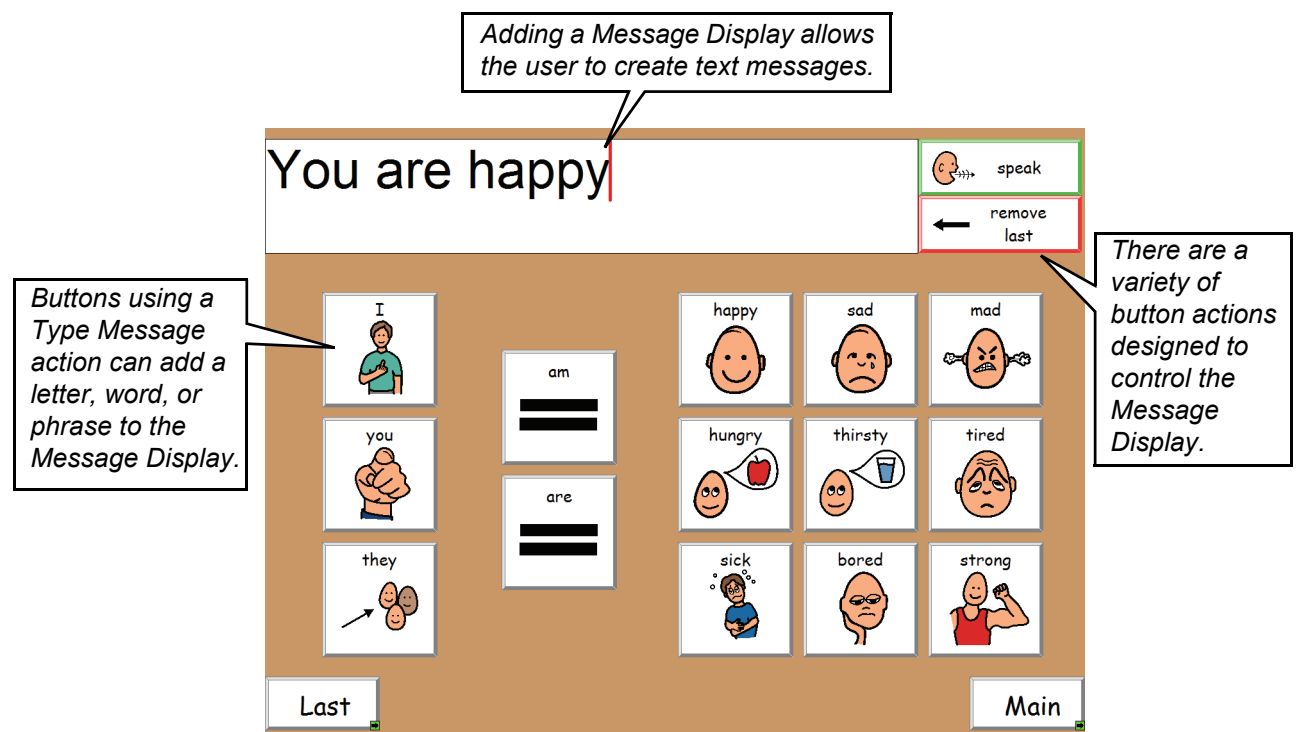 Adding a Message Display allows
the user to create text messages.
You are happy
speak
remove
last
There are a
variety of
button actions
designed to
control the
Message
Display.
Buttons using a
Type Message
action can add a
letter, word, or
phrase to the
Message Display.
I
you
they
am
are
happy
sad
mad
hungry
thirsty
tired
sick
bored
strong
Last
Main